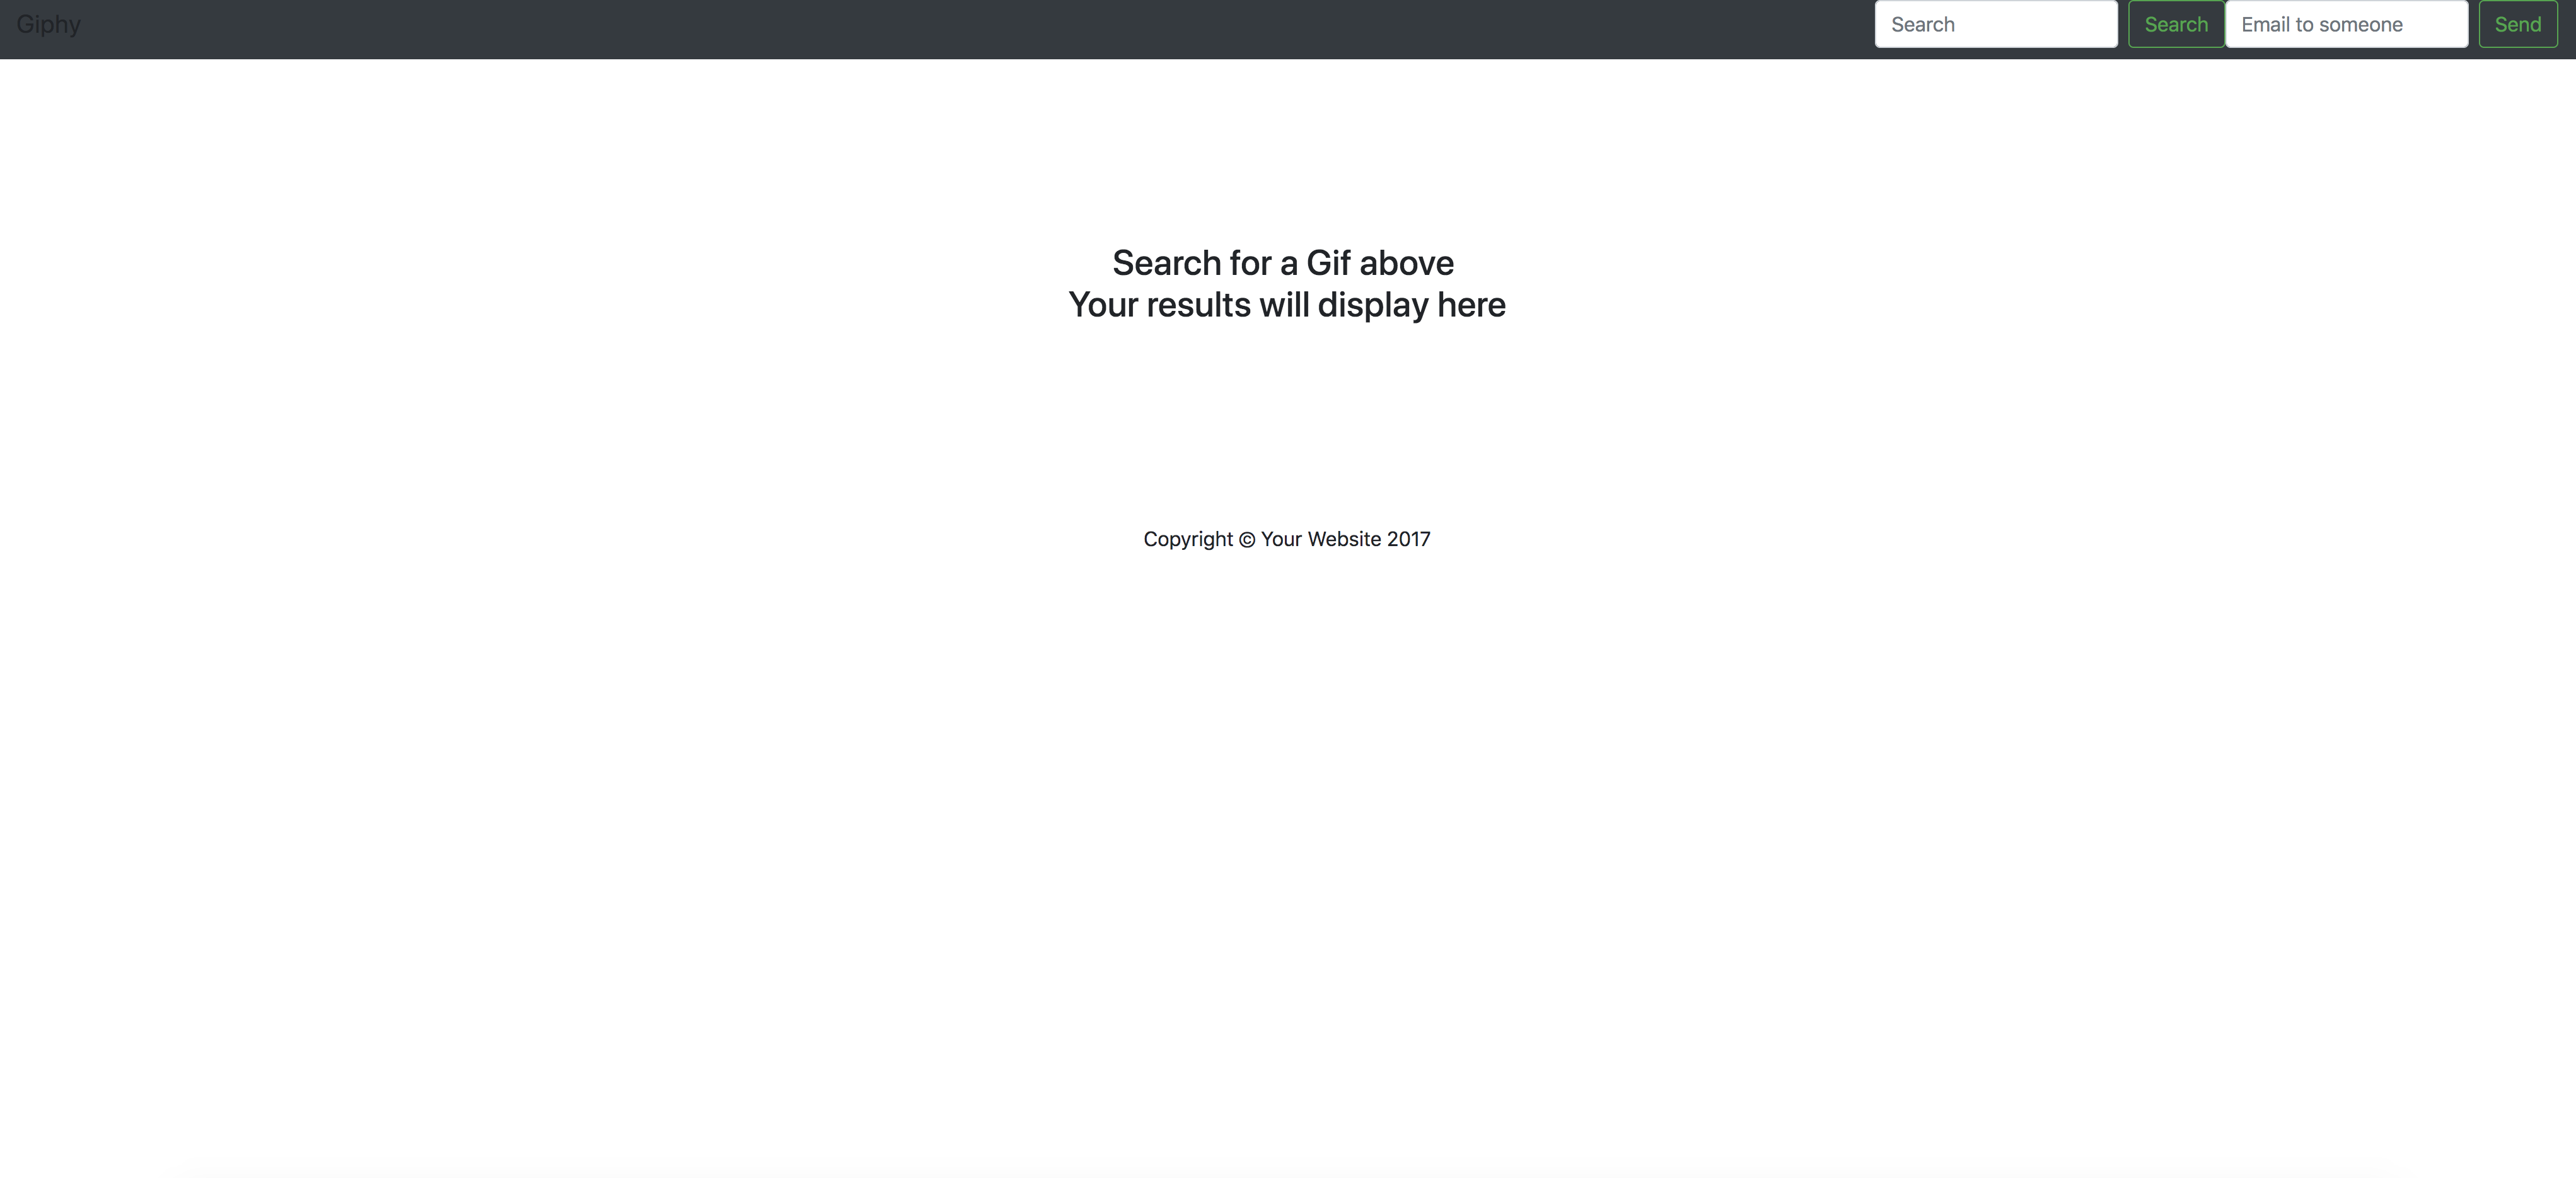 Giphy
Search Search Email to someone Send
Search for a Gif above
Your results will display here
Copyright © Your Website 2017